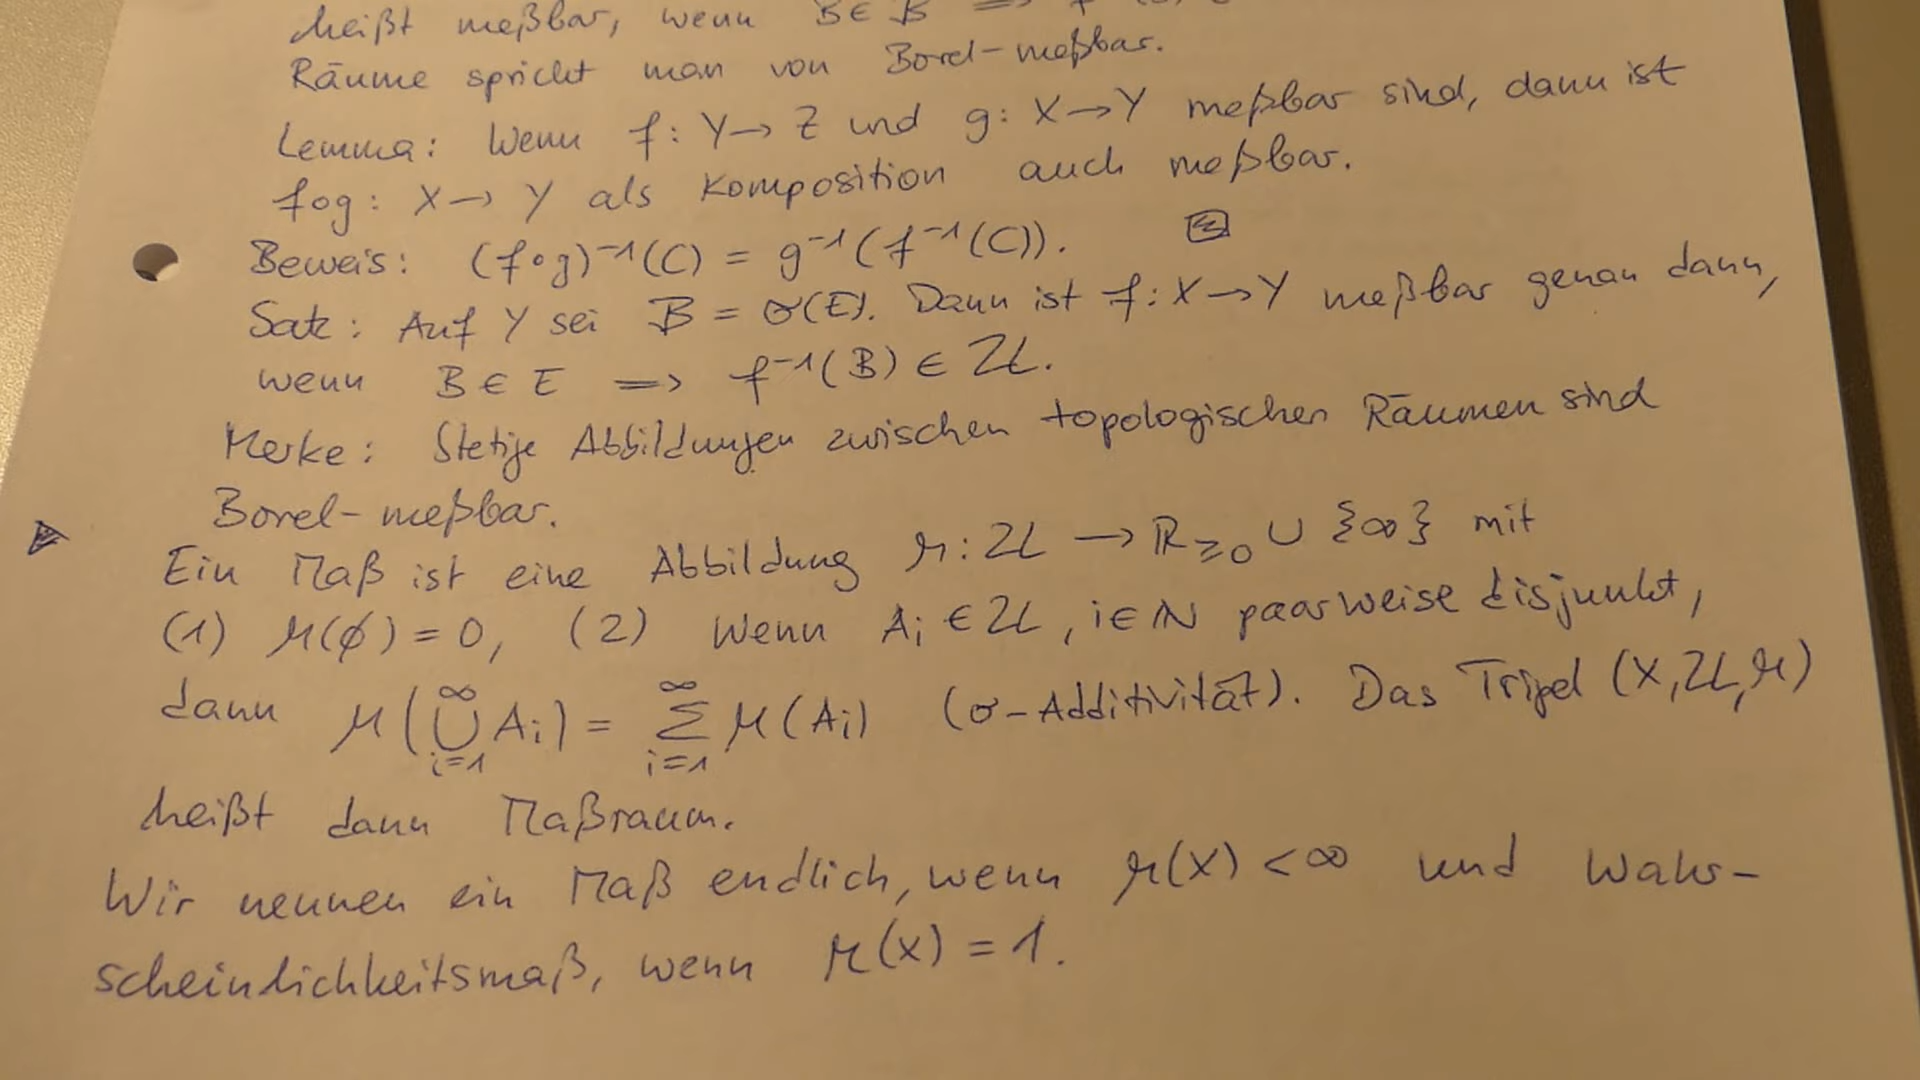 heißt meßbar, wenn B ∈ B ⟹
Räume spricht man von Borel-meßbar.
Lemma: Wenn f: Y → Z und g: X → Y meßbar sind, dann ist
f∘g: X → Y als Komposition auch meßbar.
Beweis: (f∘g)⁻¹(C) = g⁻¹(f⁻¹(C)).
Satz: Auf Y sei B = σ(E). Dann ist f: X → Y meßbar genau dann,
wenn B ∈ E ⟹ f⁻¹(B) ∈ 𝔄.
Merke: Stetige Abbildungen zwischen topologischen Räumen sind
Borel-meßbar.
Ein Maß ist eine Abbildung μ: 𝔄 → ℝ≥0 ∪ {∞} mit
(1) μ(∅) = 0, (2) Wenn Ai ∈ 𝔄, i ∈ ℕ paarweise disjunkt,
dann μ(⋃_{i=1}^{∞} Ai) = ∑_{i=1}^{∞} μ(Ai) (σ-Additivität). Das Tripel (X, 𝔄, μ)
heißt dann Maßraum.
Wir nennen ein Maß endlich, wenn μ(X) < ∞ und Wahr-
scheinlichkeitsmaß, wenn μ(X) = 1.